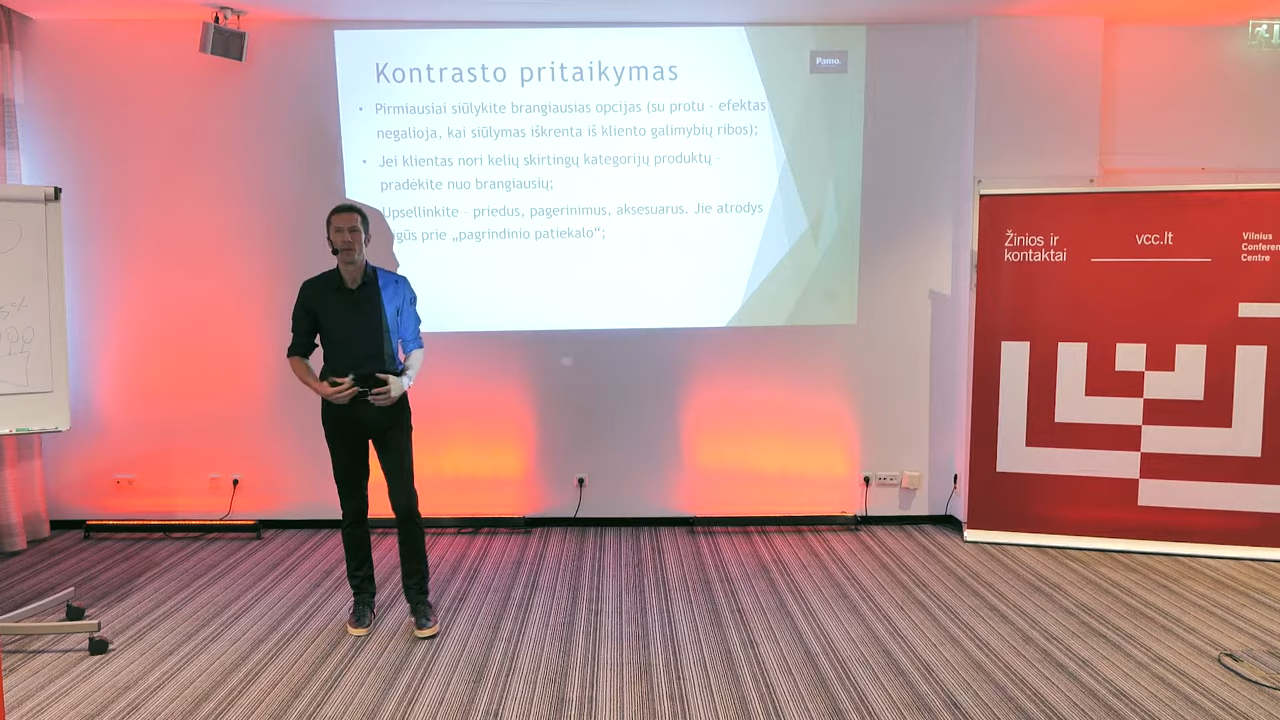 Kontrasto pritaikymas
Pamo.
• Pirmiausiai siūlykite brangiausias opcijas (su protu - efektas
negalioja, kai siūlymas iškrenta iš kliento galimybių ribos);
• Jei klientas nori kelių skirtingų kategorijų produktų -
pradėkite nuo brangiausių;
Upsellinkite - priedus, pagerinimus, aksesuarus. Jie atrodys
prie „pagrindinio patiekalo“;
Žinios ir
kontaktai
vcc.lt
Vilnius
Centre